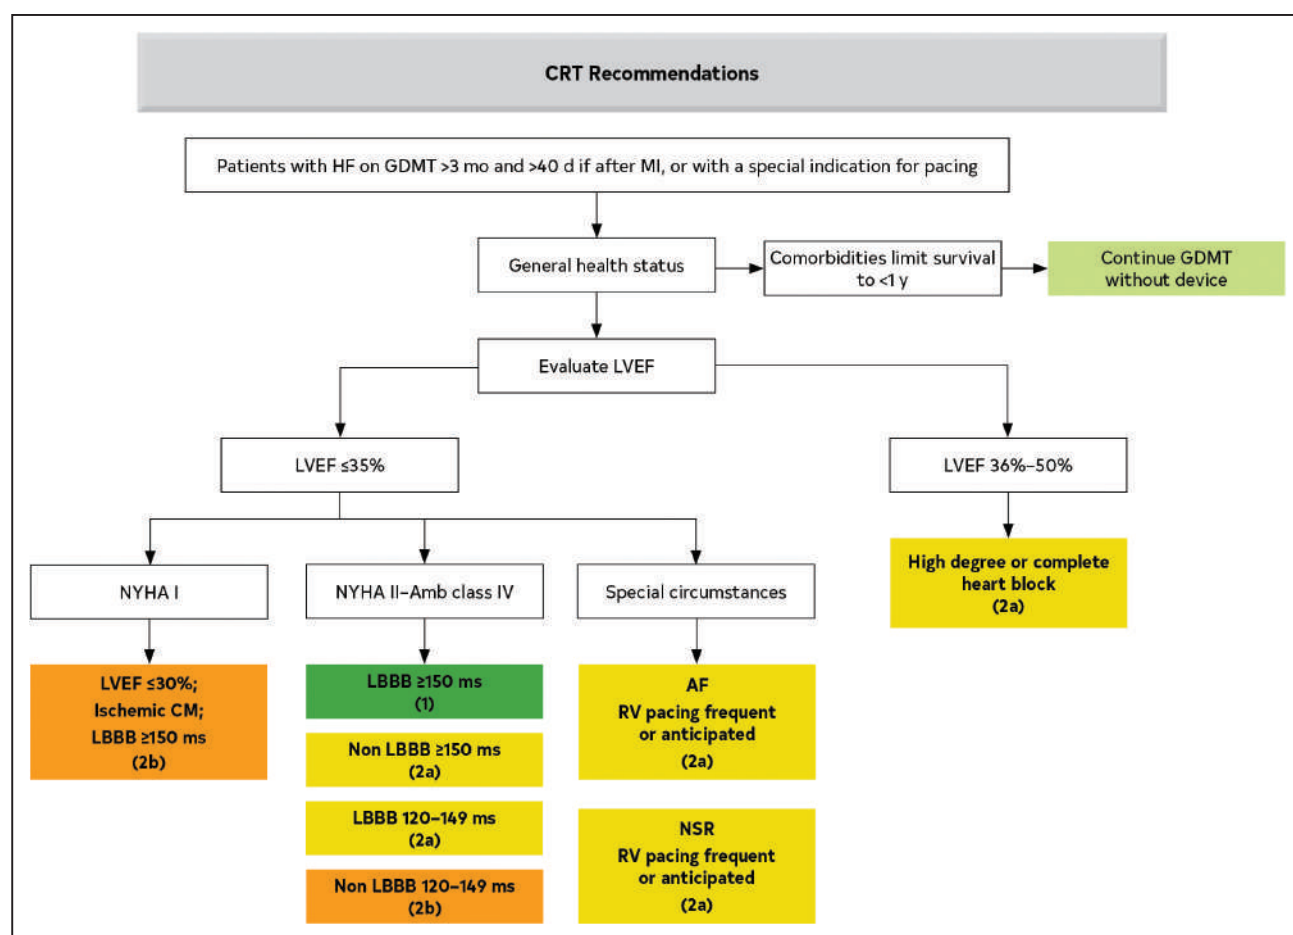 CRT Recommendations
Patients with HF on GDMT >3 mo and >40 d if after MI, or with a special indication for pacing
General health status
Comorbidities limit survival
to <1 y
Continue GDMT
without device
Evaluate LVEF
LVEF ≤35%
LVEF 36%–50%
NYHA I
NYHA II–Amb class IV
Special circumstances
High degree or complete
heart block
(2a)
LVEF ≤30%;
Ischemic CM;
LBBB ≥150 ms
(2b)
LBBB ≥150 ms
(1)
Non LBBB ≥150 ms
(2a)
LBBB 120–149 ms
(2a)
Non LBBB 120–149 ms
(2b)
AF
RV pacing frequent
or anticipated
(2a)
NSR
RV pacing frequent
or anticipated
(2a)